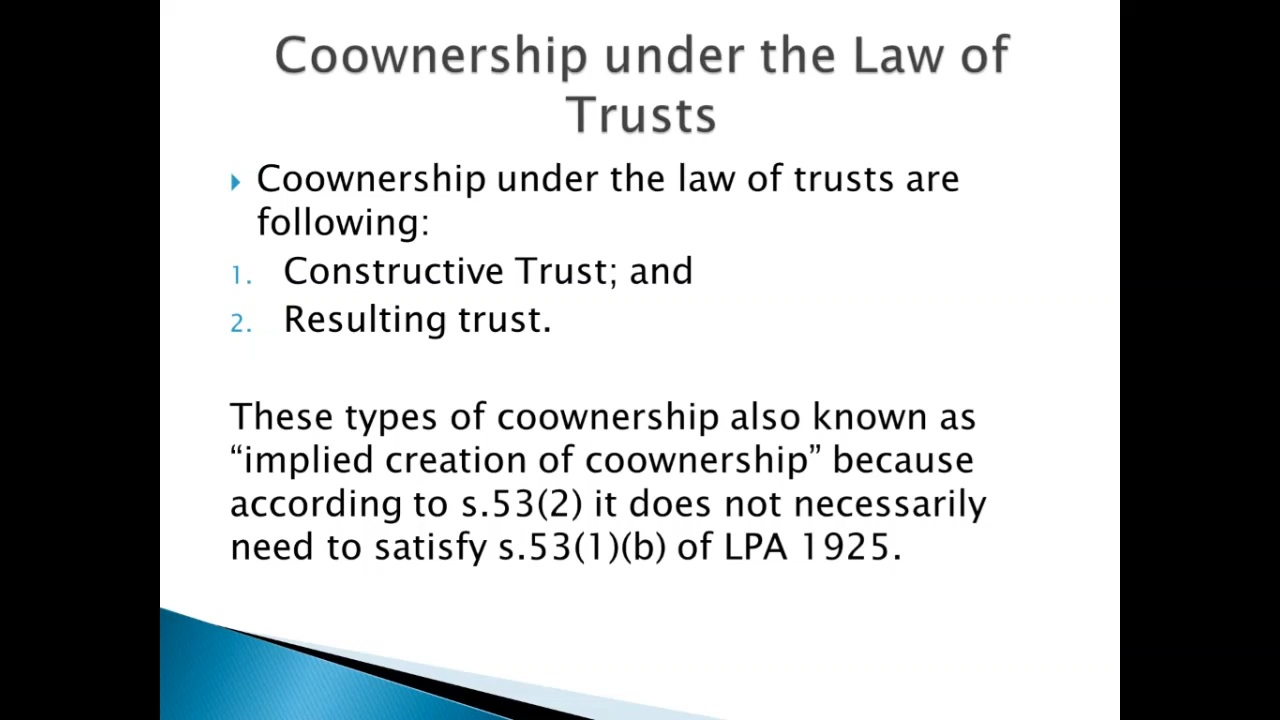 Coownership under the Law of
Trusts
Coownership under the law of trusts are
following:
1. Constructive Trust; and
2. Resulting trust.
These types of coownership also known as
“implied creation of coownership” because
according to s.53(2) it does not necessarily
need to satisfy s.53(1)(b) of LPA 1925.